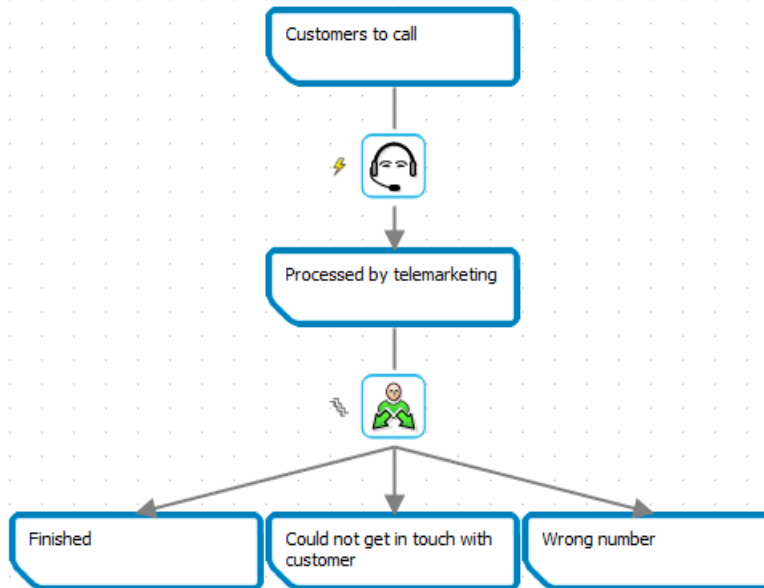 Customers to call
Processed by telemarketing
Finished
Could not get in touch with
customer
Wrong number